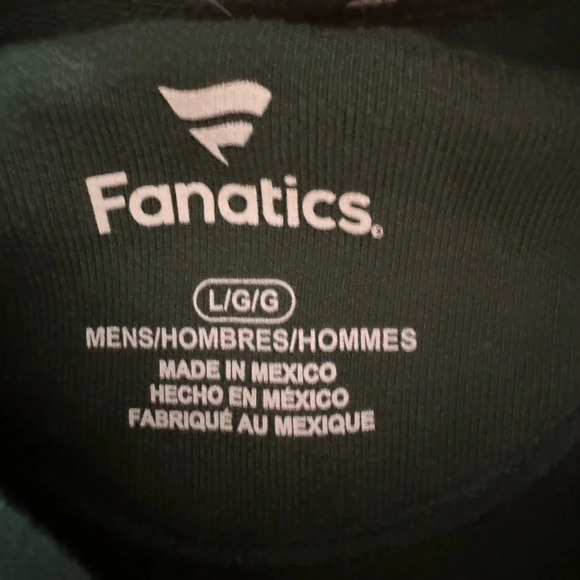 Fanatics®
L/G/G
MENS/HOMBRES/HOMMES
MADE IN MEXICO
HECHO EN MÉXICO
FABRIQUÉ AU MEXIQUE